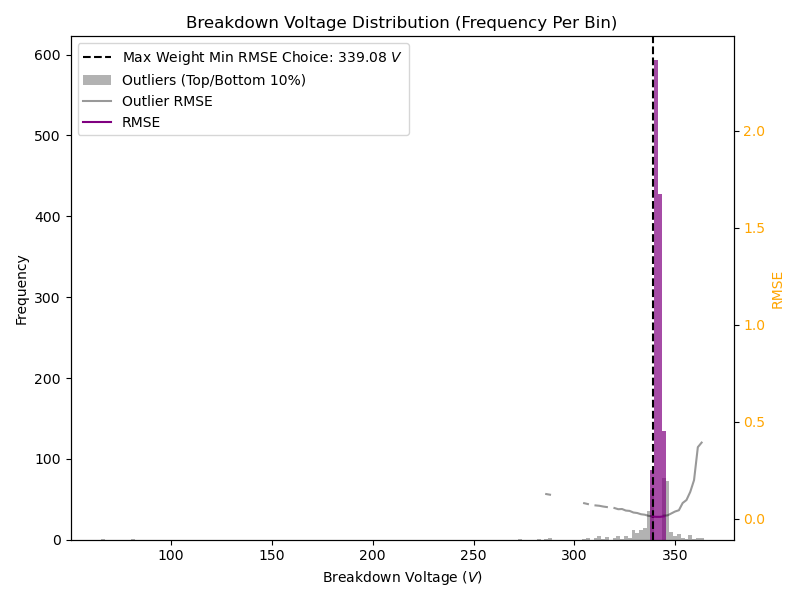 Breakdown Voltage Distribution (Frequency Per Bin)
Max Weight Min RMSE Choice: 339.08 V
Outliers (Top/Bottom 10%)
Outlier RMSE
RMSE
600
500
400
300
200
100
0
Frequency
2.0
1.5
1.0
0.5
0.0
RMSE
100 150 200 250 300 350
Breakdown Voltage (V)